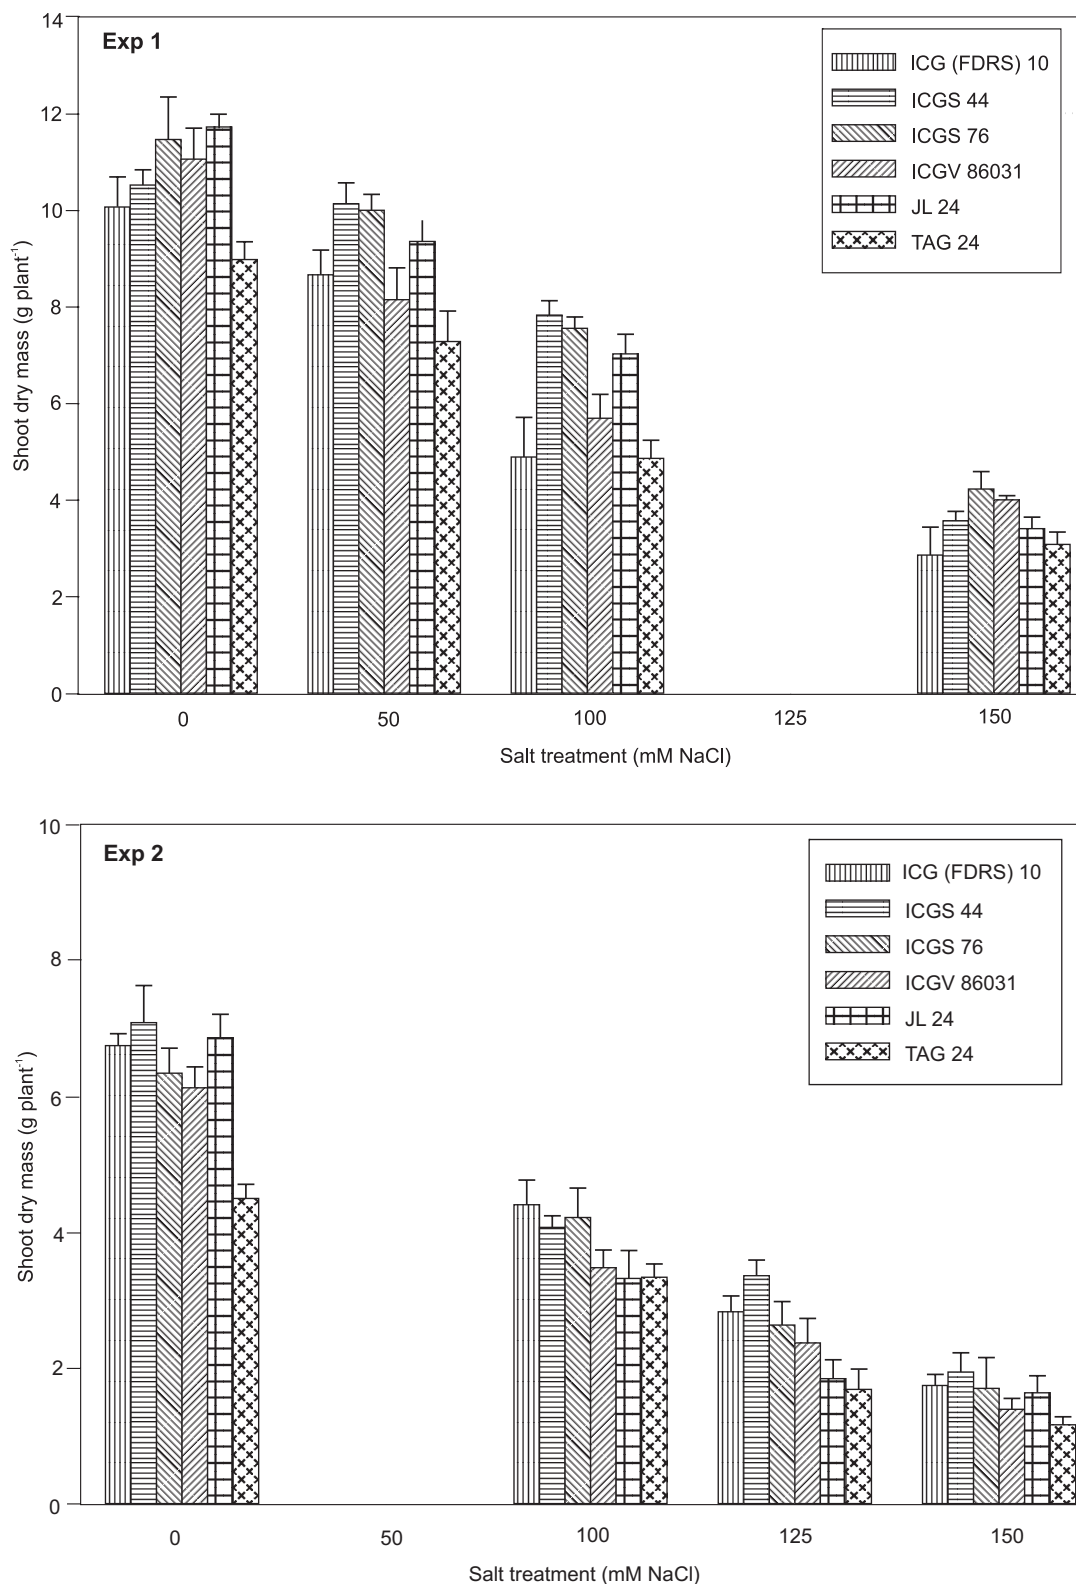 Exp 1
ICG (FDRS) 10
ICGS 44
ICGS 76
ICGV 86031
JL 24
TAG 24
Shoot dry mass (g plant⁻¹)
14
12
10
8
6
4
2
0
0 50 100 125 150
Salt treatment (mM NaCl)
Exp 2
ICG (FDRS) 10
ICGS 44
ICGS 76
ICGV 86031
JL 24
TAG 24
Shoot dry mass (g plant⁻¹)
10
8
6
4
2
0
0 50 100 125 150
Salt treatment (mM NaCl)